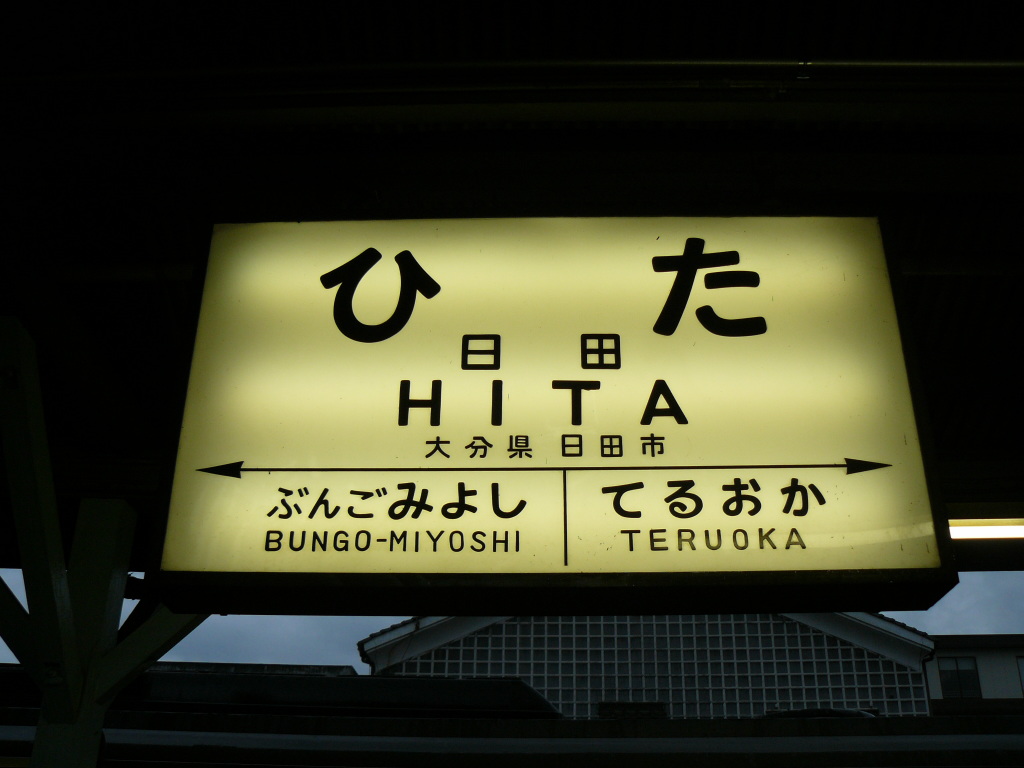 ひた
日田
HITA
大分県 日田市
ぶんごみよし てるおか
BUNGO-MIYOSHI TERUOKA